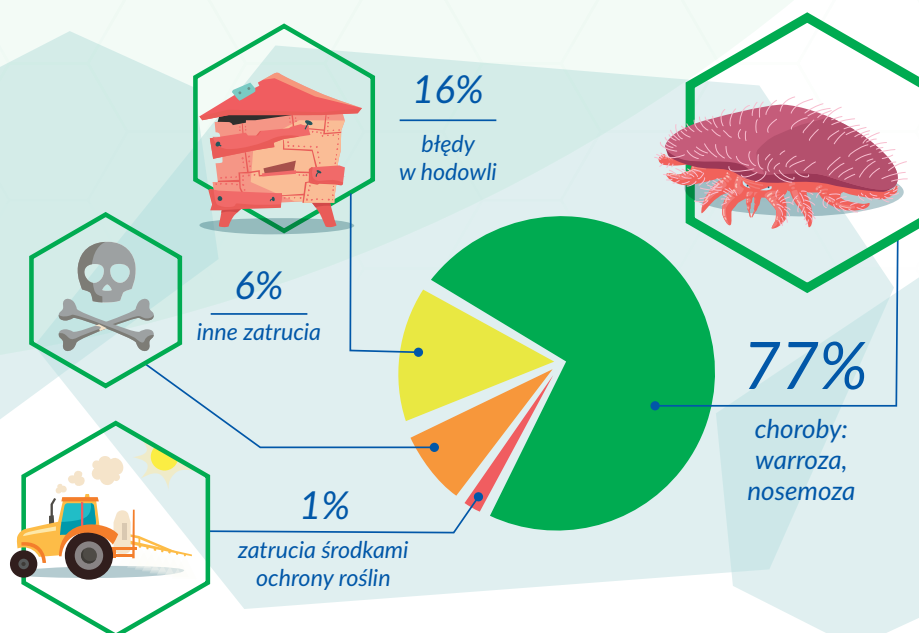 16%
błędy
w hodowli
6%
inne zatrucia
77%
choroby:
warroza,
nosemoza
1%
zatrucia środkami
ochrony roślin